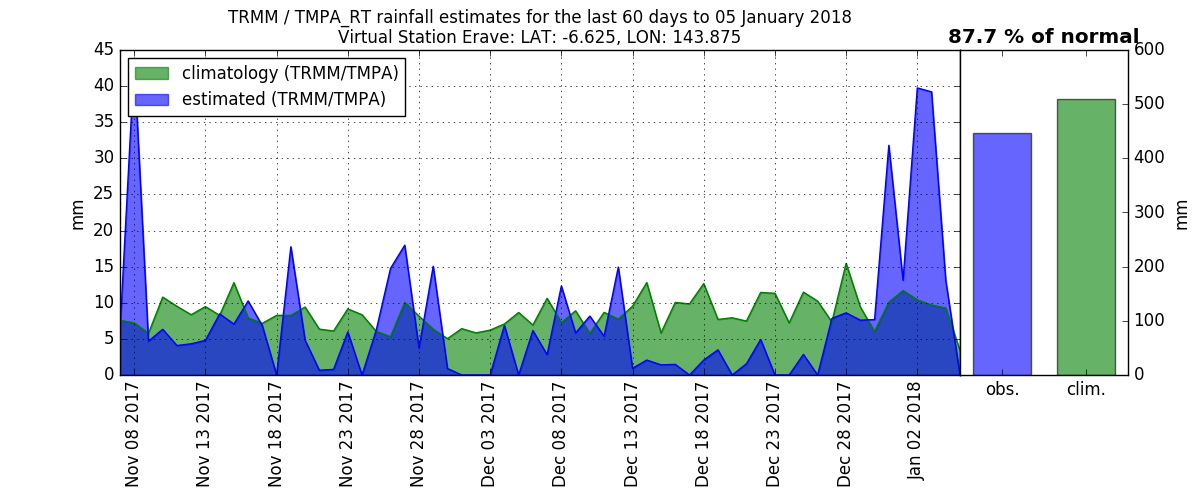 TRMM / TMPA_RT rainfall estimates for the last 60 days to 05 January 2018
Virtual Station Erave: LAT: -6.625, LON: 143.875
87.7 % of normal
climatology (TRMM/TMPA)
estimated (TRMM/TMPA)
mm
45
40
35
30
25
20
15
10
5
0
Nov 08 2017
Nov 13 2017
Nov 18 2017
Nov 23 2017
Nov 28 2017
Dec 03 2017
Dec 08 2017
Dec 13 2017
Dec 18 2017
Dec 23 2017
Dec 28 2017
Jan 02 2018
obs.
clim.
600
500
400
300
200
100
0
mm